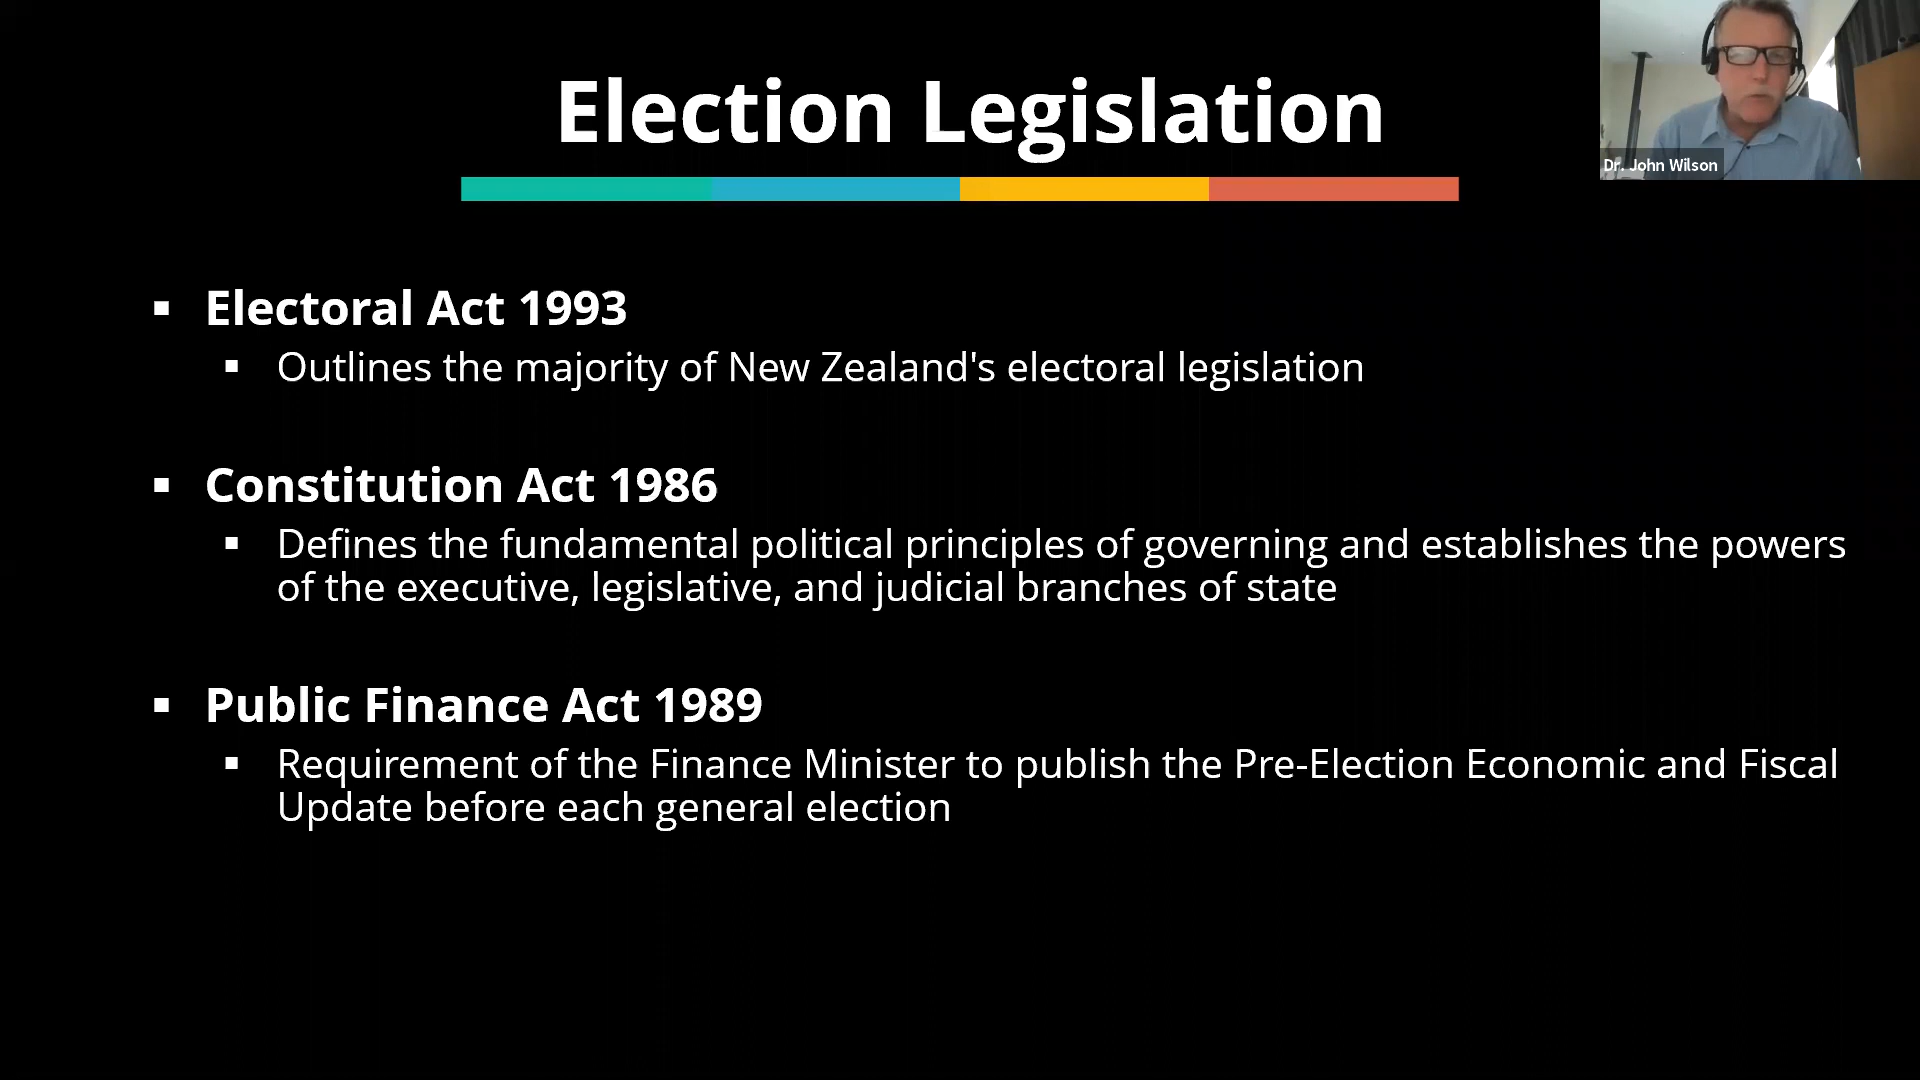 Election Legislation
Dr. John Wilson
▪ Electoral Act 1993
▪ Outlines the majority of New Zealand's electoral legislation
▪ Constitution Act 1986
▪ Defines the fundamental political principles of governing and establishes the powers
of the executive, legislative, and judicial branches of state
▪ Public Finance Act 1989
▪ Requirement of the Finance Minister to publish the Pre-Election Economic and Fiscal
Update before each general election